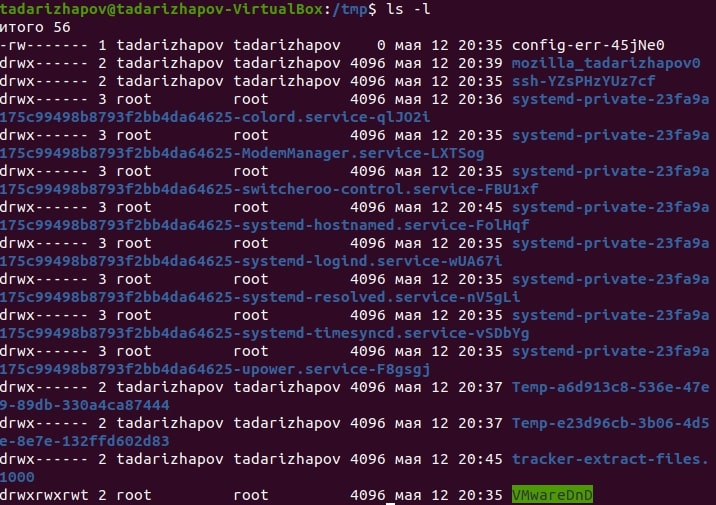 tadarizhapov@tadarizhapov-VirtualBox:/tmp$ ls -l
итого 56
-rw------- 1 tadarizhapov tadarizhapov    0 мая 12 20:35 config-err-45jNe0
drwx------ 2 tadarizhapov tadarizhapov 4096 мая 12 20:39 mozilla_tadarizhapov0
drwx------ 2 tadarizhapov tadarizhapov 4096 мая 12 20:35 ssh-YZsPHzYUz7cf
drwx------ 3 root         root         4096 мая 12 20:36 systemd-private-23fa9a
175c99498b8793f2bb4da64625-colord.service-qlJO2i
drwx------ 3 root         root         4096 мая 12 20:35 systemd-private-23fa9a
175c99498b8793f2bb4da64625-ModemManager.service-LXTSog
drwx------ 3 root         root         4096 мая 12 20:35 systemd-private-23fa9a
175c99498b8793f2bb4da64625-switcheroo-control.service-FBU1xf
drwx------ 3 root         root         4096 мая 12 20:45 systemd-private-23fa9a
175c99498b8793f2bb4da64625-systemd-hostnamed.service-FolHqf
drwx------ 3 root         root         4096 мая 12 20:35 systemd-private-23fa9a
175c99498b8793f2bb4da64625-systemd-logind.service-wUA67i
drwx------ 3 root         root         4096 мая 12 20:35 systemd-private-23fa9a
175c99498b8793f2bb4da64625-systemd-resolved.service-nV5gLi
drwx------ 3 root         root         4096 мая 12 20:35 systemd-private-23fa9a
175c99498b8793f2bb4da64625-systemd-timesyncd.service-vSDbYg
drwx------ 3 root         root         4096 мая 12 20:35 systemd-private-23fa9a
175c99498b8793f2bb4da64625-upower.service-F8gsgj
drwx------ 2 tadarizhapov tadarizhapov 4096 мая 12 20:37 Temp-a6d913c8-536e-47e
9-89db-330a4ca87444
drwx------ 2 tadarizhapov tadarizhapov 4096 мая 12 20:37 Temp-e23d96cb-3b06-4d5
e-8e7e-132ffd602d83
drwx------ 2 tadarizhapov tadarizhapov 4096 мая 12 20:45 tracker-extract-files.
1000
drwxrwxrwt 2 root         root         4096 мая 12 20:35 VMwareDnD